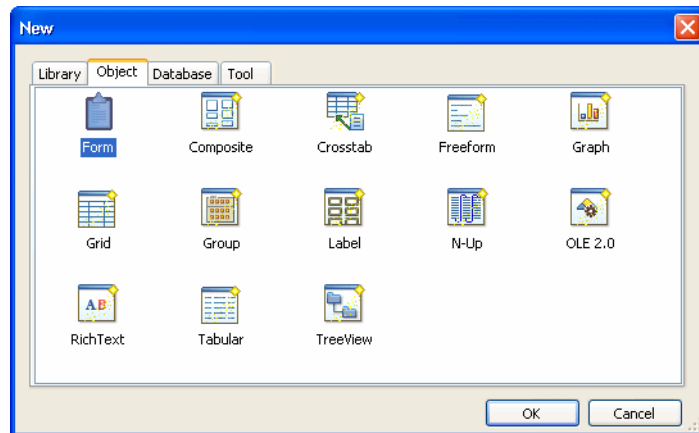 New
Library Object Database Tool
Form Composite Crosstab Freeform Graph
Grid Group Label N-Up OLE 2.0
AB
RichText Tabular TreeView
OK Cancel